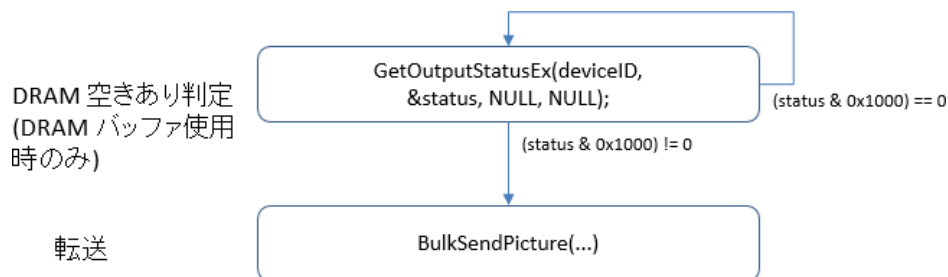 DRAM 空きあり判定
(DRAM バッファ使用
時のみ)
GetOutputStatusEx(deviceID,
&status, NULL, NULL);
(status & 0x1000) == 0
(status & 0x1000) != 0
転送
BulkSendPicture(...)